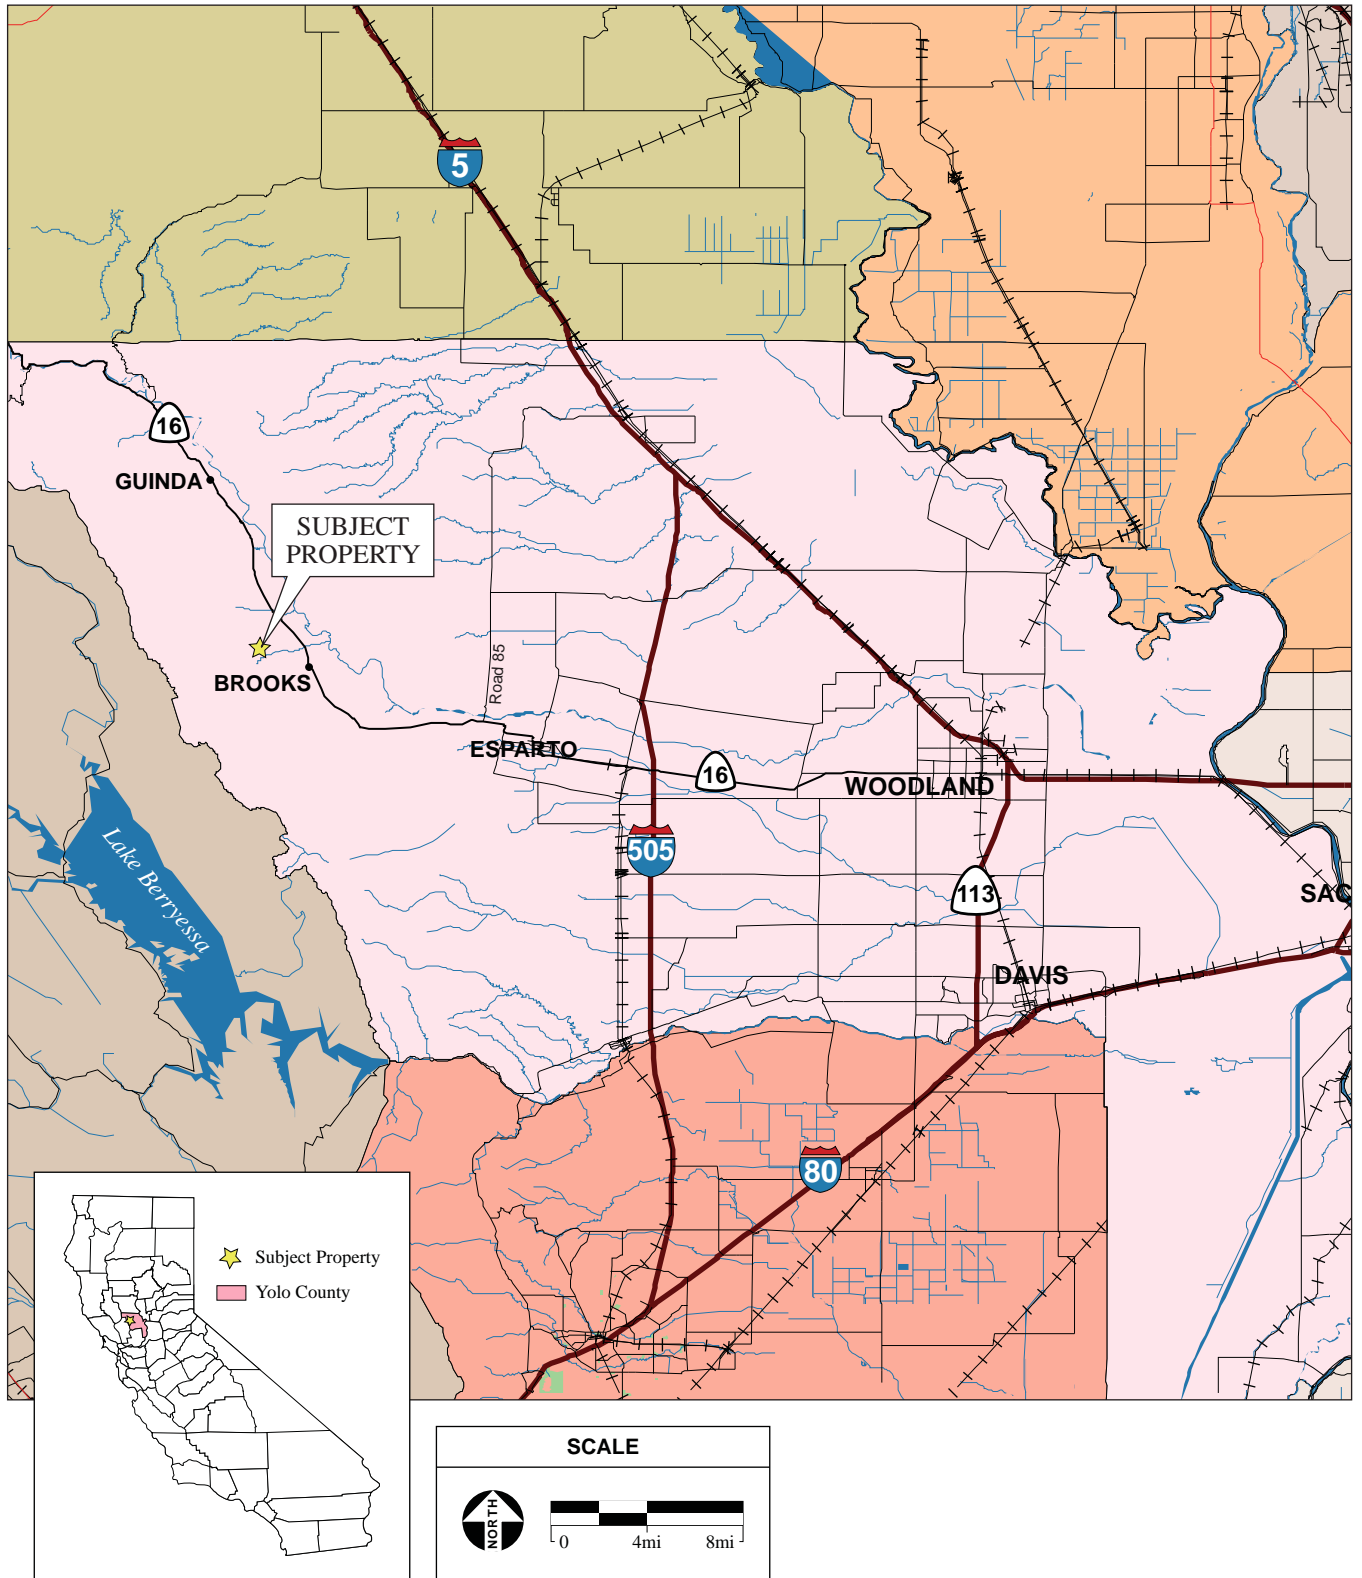 5
16
GUINDA
SUBJECT
PROPERTY
BROOKS
Road 85
ESPARTO
16
WOODLAND
505
113
SAC
Lake Berryessa
DAVIS
80
Subject Property
Yolo County
SCALE
NORTH
0
4mi
8mi